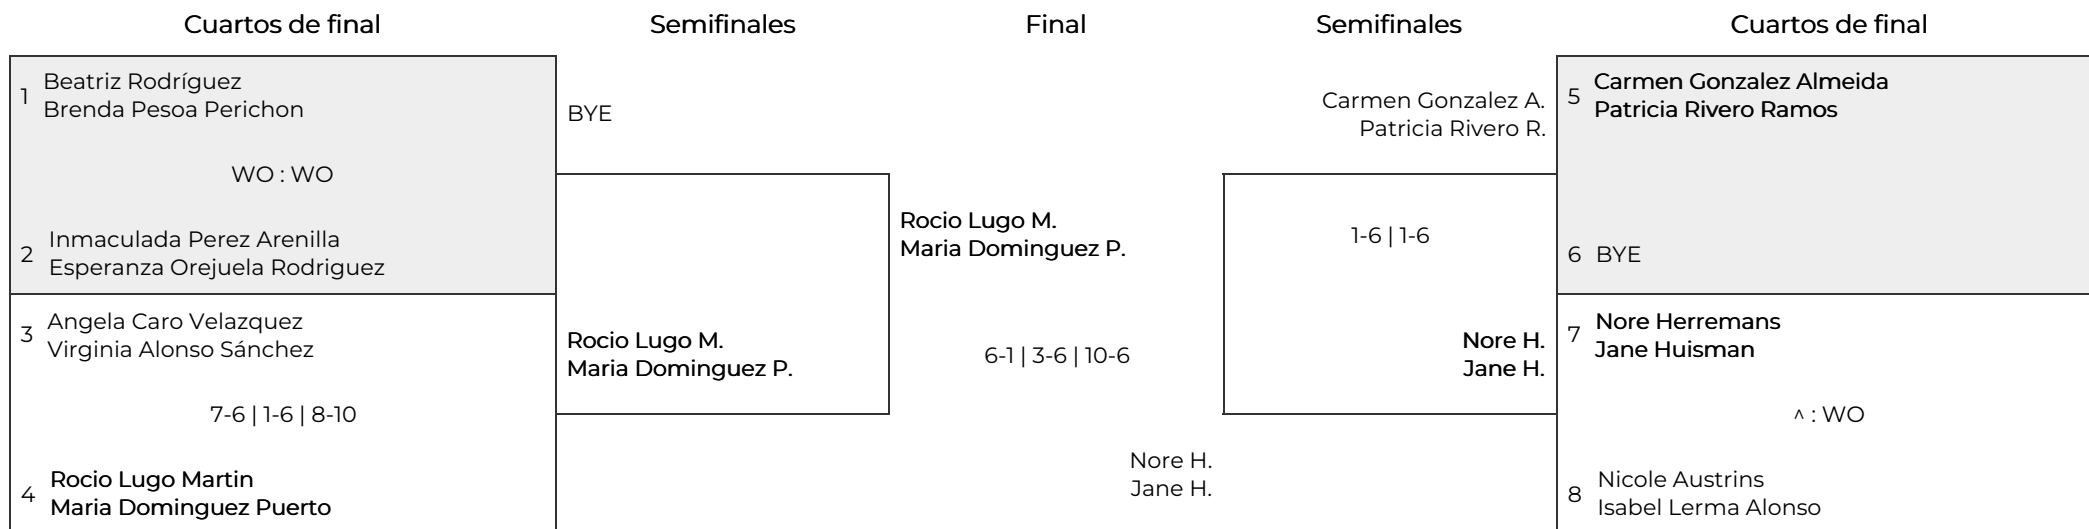 Cuartos de final
Semifinales
Final
Semifinales
Cuartos de final
1
Beatriz Rodríguez
Brenda Pesoa Perichon
WO : WO
2
Inmaculada Perez Arenilla
Esperanza Orejuela Rodriguez
3
Angela Caro Velazquez
Virginia Alonso Sánchez
7-6 | 1-6 | 8-10
4
Rocio Lugo Martin
Maria Dominguez Puerto
BYE
Rocio Lugo M.
Maria Dominguez P.
Rocio Lugo M.
Maria Dominguez P.
6-1 | 3-6 | 10-6
Nore H.
Jane H.
Carmen Gonzalez A.
Patricia Rivero R.
1-6 | 1-6
Nore H.
Jane H.
5
Carmen Gonzalez Almeida
Patricia Rivero Ramos
6 BYE
7
Nore Herremans
Jane Huisman
^ : WO
8
Nicole Austrins
Isabel Lerma Alonso